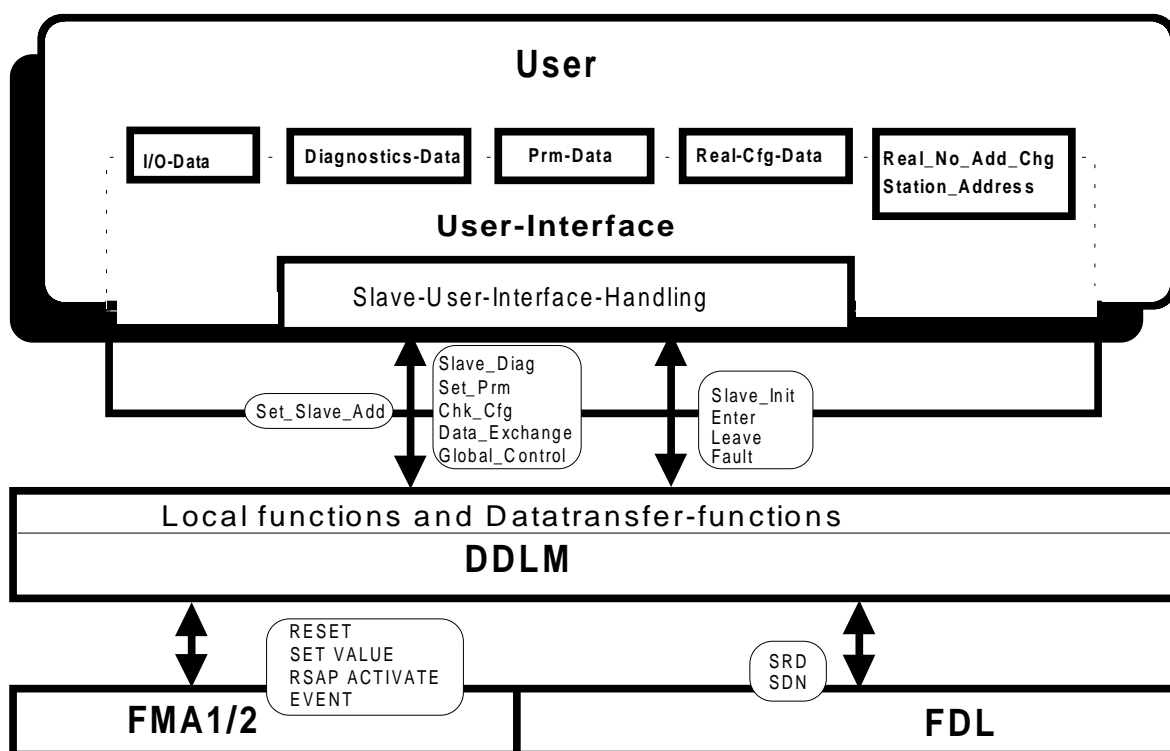 User
I/O-Data
Diagnostics-Data
Prm-Data
Real-Cfg-Data
Real_No_Add_Chg
Station_Address
User-Interface
Slave-User-Interface-Handling
Set_Slave_Add
Slave_Diag
Set_Prm
Chk_Cfg
Data_Exchange
Global_Control
Slave_Init
Enter
Leave
Fault
Local functions and Datatransfer-functions
DDLM
RESET
SET VALUE
RSAP ACTIVATE
EVENT
SRD
SDN
FMA1/2
FDL